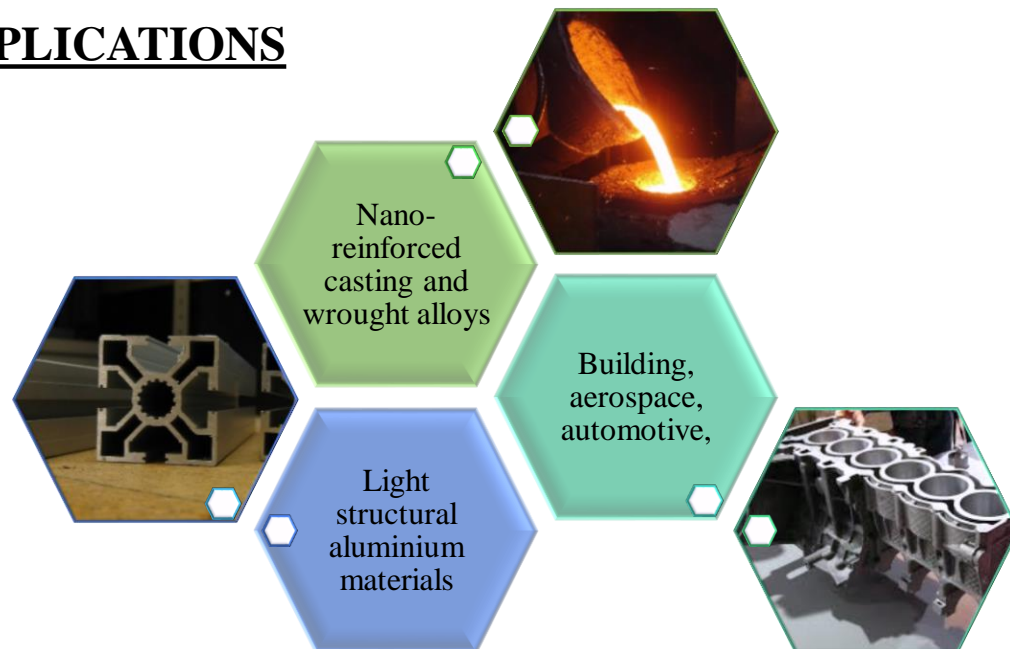 PLICATIONS
Nano-
reinforced
casting and
wrought alloys
Building,
aerospace,
automotive,
Light
structural
aluminium
materials